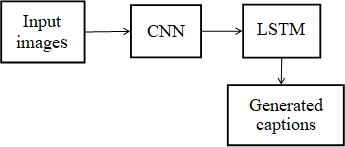 Input
images
CNN
LSTM
Generated
captions